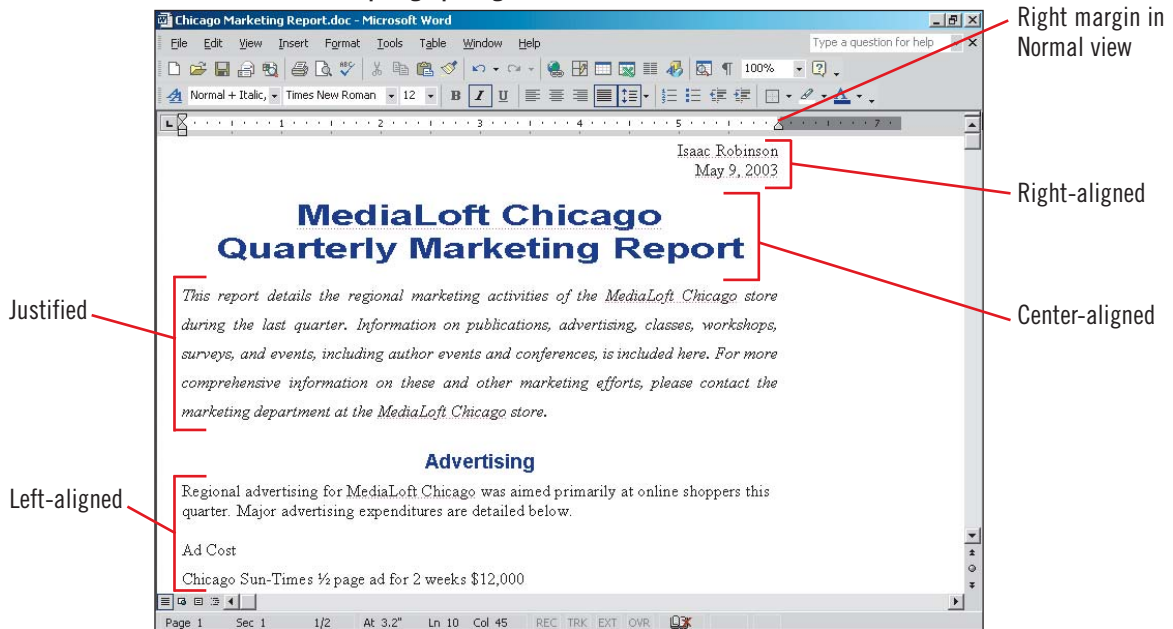 Chicago Marketing Report.doc - Microsoft Word
File Edit View Insert Format Tools Table Window Help
Type a question for help
100%
Normal + Italic, Times New Roman 12 B I U
1 2 3 4 5 7
Right margin in
Normal view
Isaac Robinson
May 9, 2003
Right-aligned
MediaLoft Chicago
Quarterly Marketing Report
Center-aligned
Justified
This report details the regional marketing activities of the MediaLoft Chicago store
during the last quarter. Information on publications, advertising, classes, workshops,
surveys, and events, including author events and conferences, is included here. For more
comprehensive information on these and other marketing efforts, please contact the
marketing department at the MediaLoft Chicago store.
Advertising
Left-aligned
Regional advertising for MediaLoft Chicago was aimed primarily at online shoppers this
quarter. Major advertising expenditures are detailed below.
Ad Cost
Chicago Sun-Times ½ page ad for 2 weeks $12,000
Page 1 Sec 1 1/2 At 3.2" Ln 10 Col 45 REC TRK EXT OVR